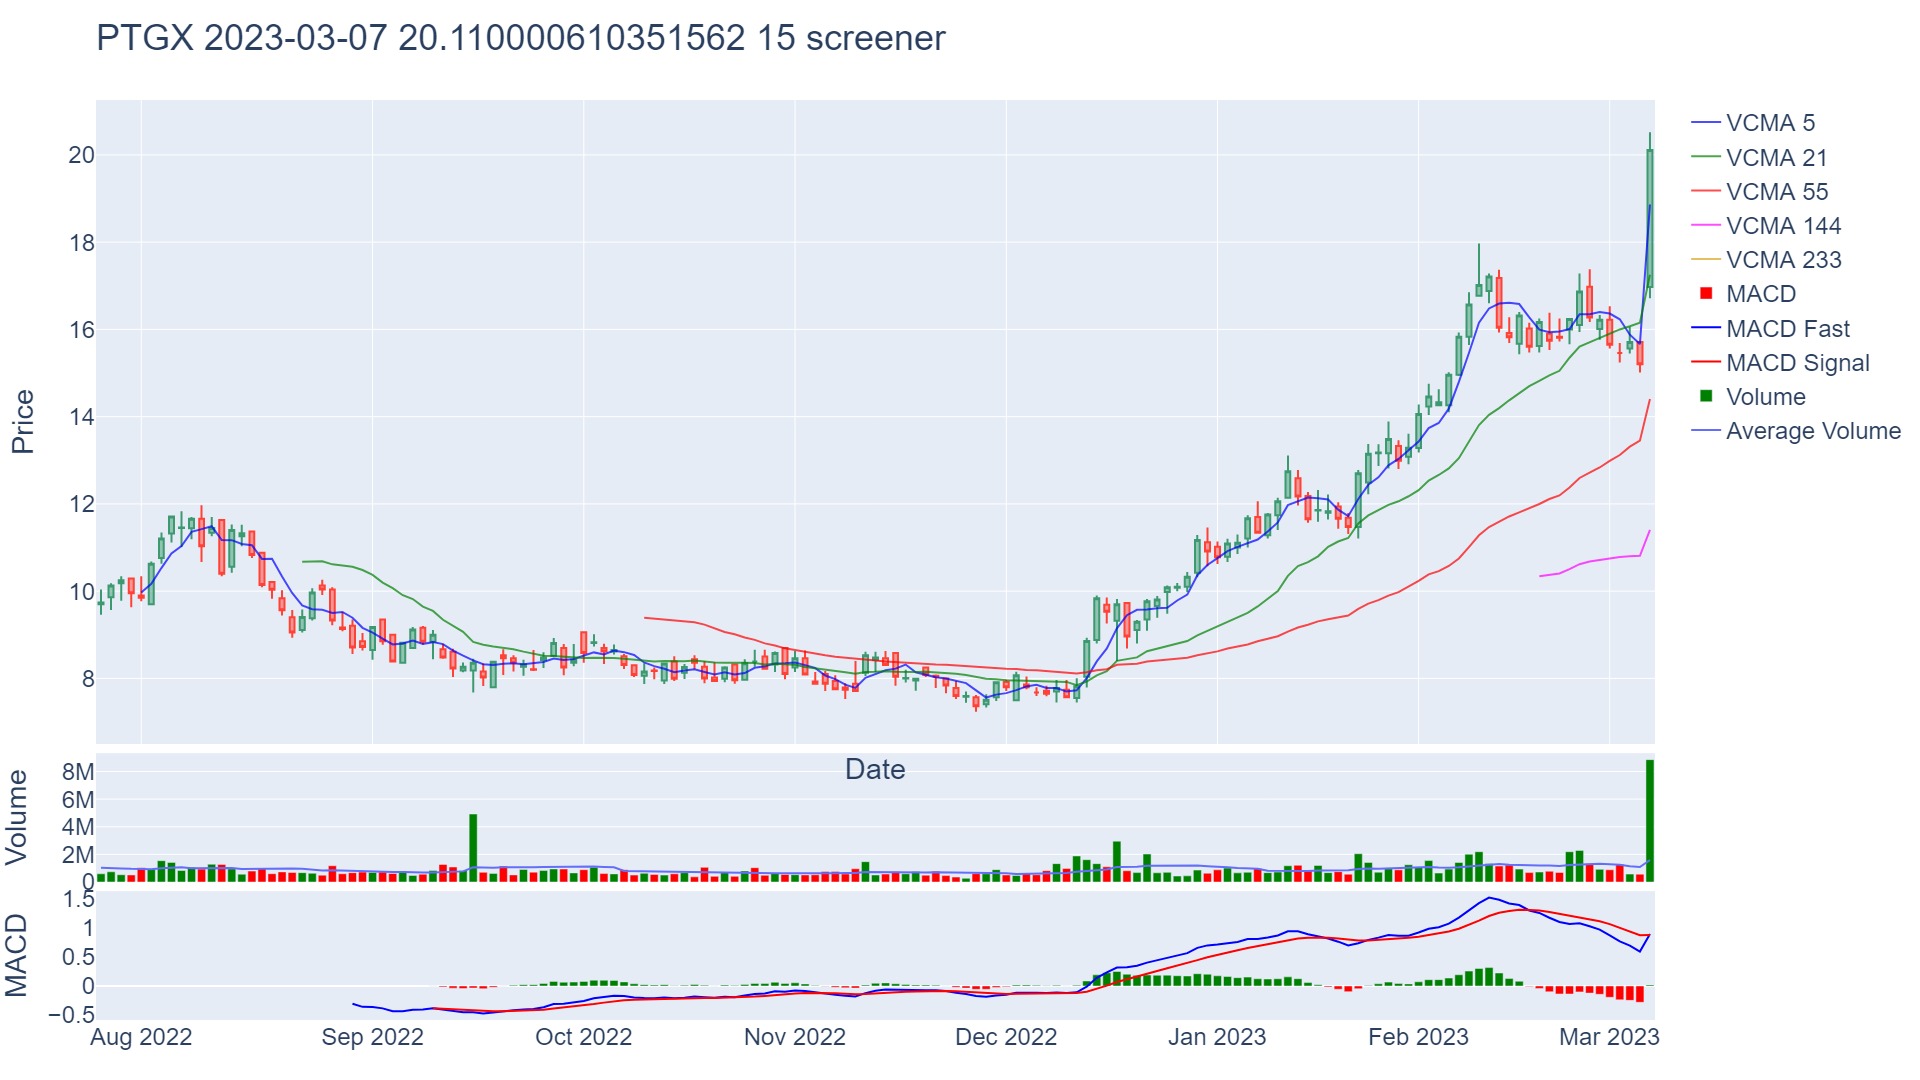 PTGX 2023-03-07 20.110000610351562 15 screener
VCMA 5
VCMA 21
VCMA 55
VCMA 144
VCMA 233
MACD
MACD Fast
MACD Signal
Volume
Average Volume
Price
20
18
16
14
12
10
8
Date
Volume
8M
6M
4M
2M
0
MACD
1.5
1
0.5
0
−0.5
Aug 2022
Sep 2022
Oct 2022
Nov 2022
Dec 2022
Jan 2023
Feb 2023
Mar 2023